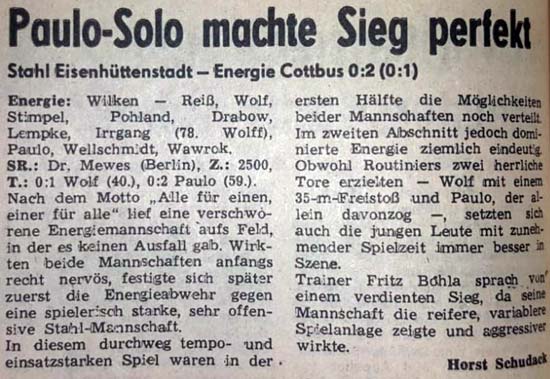 Paulo-Solo machte Sieg perfekt
Stahl Eisenhüttenstadt – Energie Cottbus 0:2 (0:1)
Energie: Wilken — Reiß, Wolf,
Stimpel, Pohland, Drabow,
Lempke, Irrgang (78. Wolff),
Paulo, Wellschmidt, Wawrok.
SR.: Dr. Mewes (Berlin), Z.: 2500,
T.: 0:1 Wolf (40.), 0:2 Paulo (59.).
Nach dem Motto „Alle für einen,
einer für alle" lief eine verschwo-
rene Energiemannschaft aufs Feld,
in der es keinen Ausfall gab. Wirk-
ten beide Mannschaften anfangs
recht nervös, festigte sich später
zuerst die Energieabwehr gegen
eine spielerisch starke, sehr offen-
sive Stahl-Mannschaft.
In diesem durchweg tempo- und
einsatzstarken Spiel waren in der
ersten Hälfte die Möglichkeiten
beider Mannschaften noch verteilt.
Im zweiten Abschnitt jedoch domi-
nierte Energie ziemlich eindeutig.
Obwohl Routiniers zwei herrliche
Tore erzielten — Wolf mit einem
35-m-Freistoß und Paulo, der al-
lein davonzog —, setzten sich
auch die jungen Leute mit zuneh-
mender Spielzeit immer besser in
Szene.
Trainer Fritz Bohla sprach von
einem verdienten Sieg, da seine
Mannschaft die reifere, variablere
Spielanlage zeigte und aggressiver
wirkte.
Horst Schudack